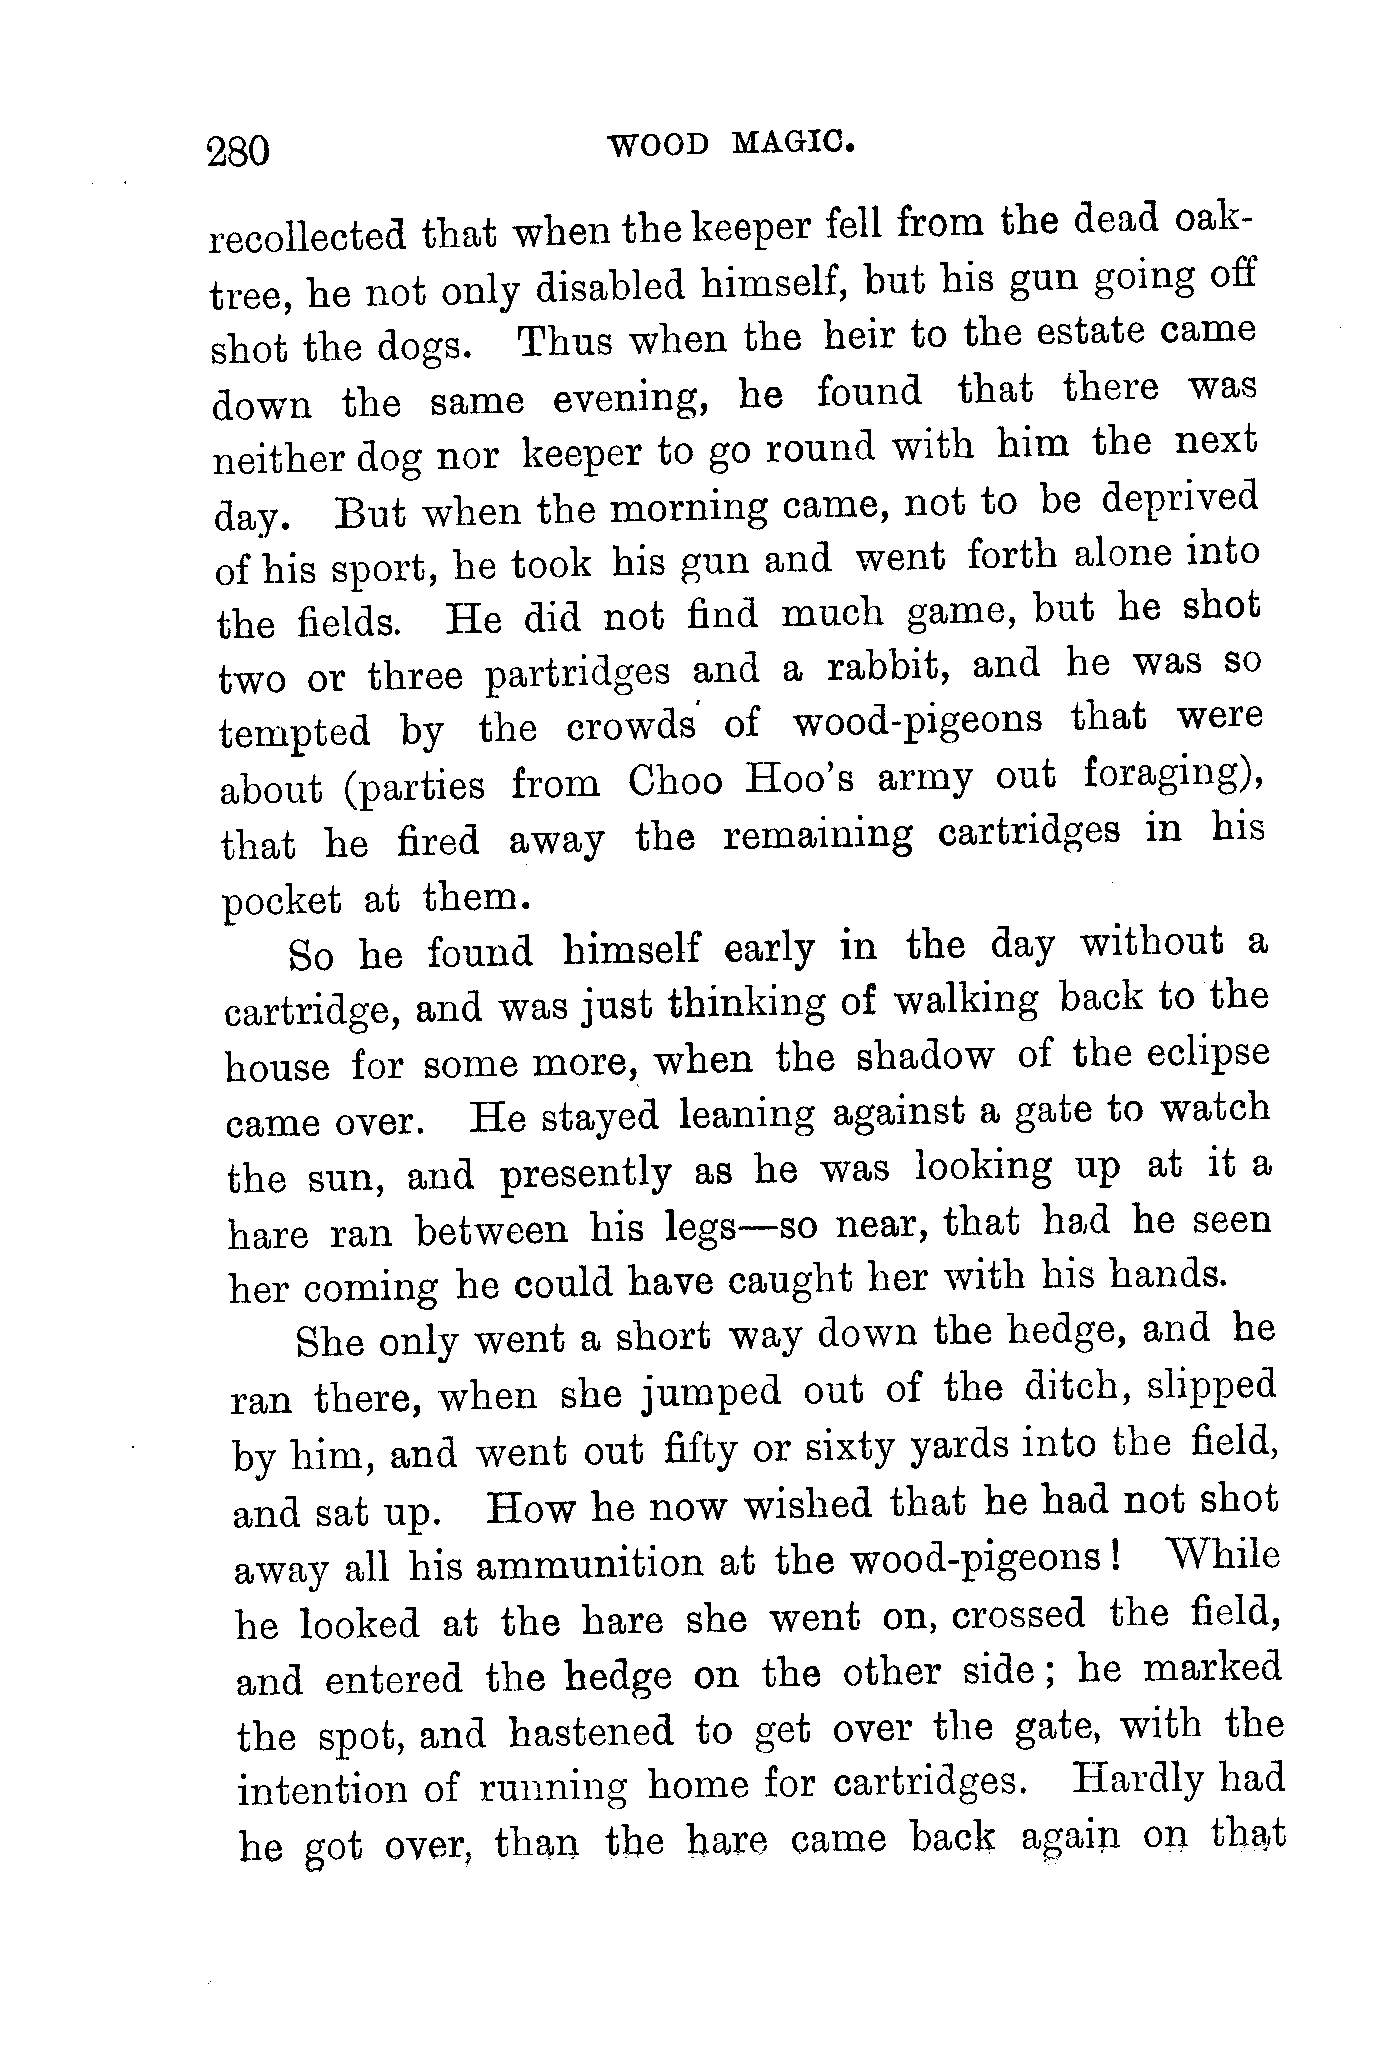 280 WOOD MAGIC.
recollected that when the keeper fell from the dead oak-
tree, he not only disabled himself, but his gun going off
shot the dogs. Thus when the heir to the estate came
down the same evening, he found that there was
neither dog nor keeper to go round with him the next
day. But when the morning came, not to be deprived
of his sport, he took his gun and went forth alone into
the fields. He did not find much game, but he shot
two or three partridges and a rabbit, and he was so
tempted by the crowds of wood-pigeons that were
about (parties from Choo Hoo's army out foraging),
that he fired away the remaining cartridges in his
pocket at them.
So he found himself early in the day without a
cartridge, and was just thinking of walking back to the
house for some more, when the shadow of the eclipse
came over. He stayed leaning against a gate to watch
the sun, and presently as he was looking up at it a
hare ran between his legs—so near, that had he seen
her coming he could have caught her with his hands.
She only went a short way down the hedge, and he
ran there, when she jumped out of the ditch, slipped
by him, and went out fifty or sixty yards into the field,
and sat up. How he now wished that he had not shot
away all his ammunition at the wood-pigeons! While
he looked at the hare she went on, crossed the field,
and entered the hedge on the other side; he marked
the spot, and hastened to get over the gate, with the
intention of running home for cartridges. Hardly had
he got over, than the hare came back again on that